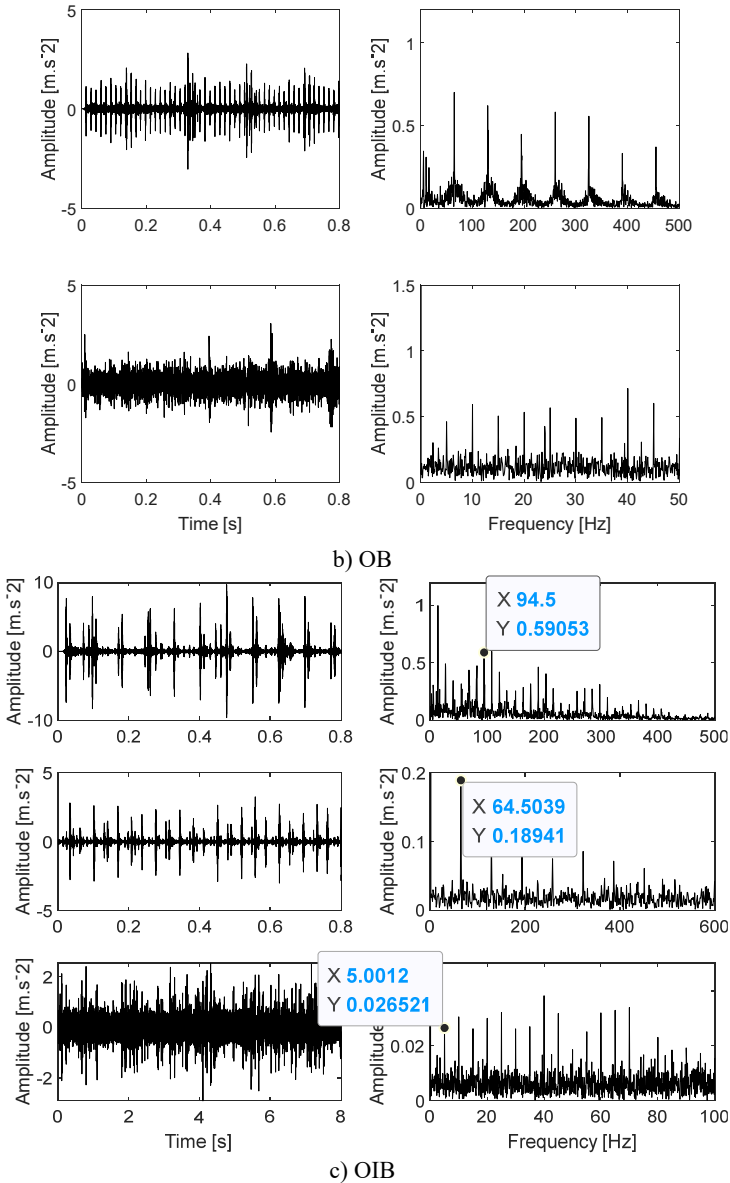 Amplitude [m.s-2]
5
0
-5
0 0.2 0.4 0.6 0.8
Amplitude [m.s-2]
1
0.5
0
0 100 200 300 400 500
Amplitude [m.s-2]
5
0
-5
0 0.2 0.4 0.6 0.8
Time [s]
Amplitude [m.s-2]
1.5
1
0.5
0
0 10 20 30 40 50
Frequency [Hz]
b) OB
Amplitude [m.s-2]
10
0
-10
0 0.2 0.4 0.6 0.8
Amplitude [m.s-2]
1
0.5
0
0 100 200 300 400 500
X 94.5
Y 0.59053
Amplitude [m.s-2]
5
0
-5
0 0.2 0.4 0.6 0.8
Amplitude [m.s-2]
0.2
0.1
0
0 200 400 600
X 64.5039
Y 0.18941
Amplitude [m.s-2]
2
0
-2
0 2 4 6 8
Time [s]
X 5.0012
Y 0.026521
Amplitude
0.02
0
0 20 40 60 80 100
Frequency [Hz]
c) OIB